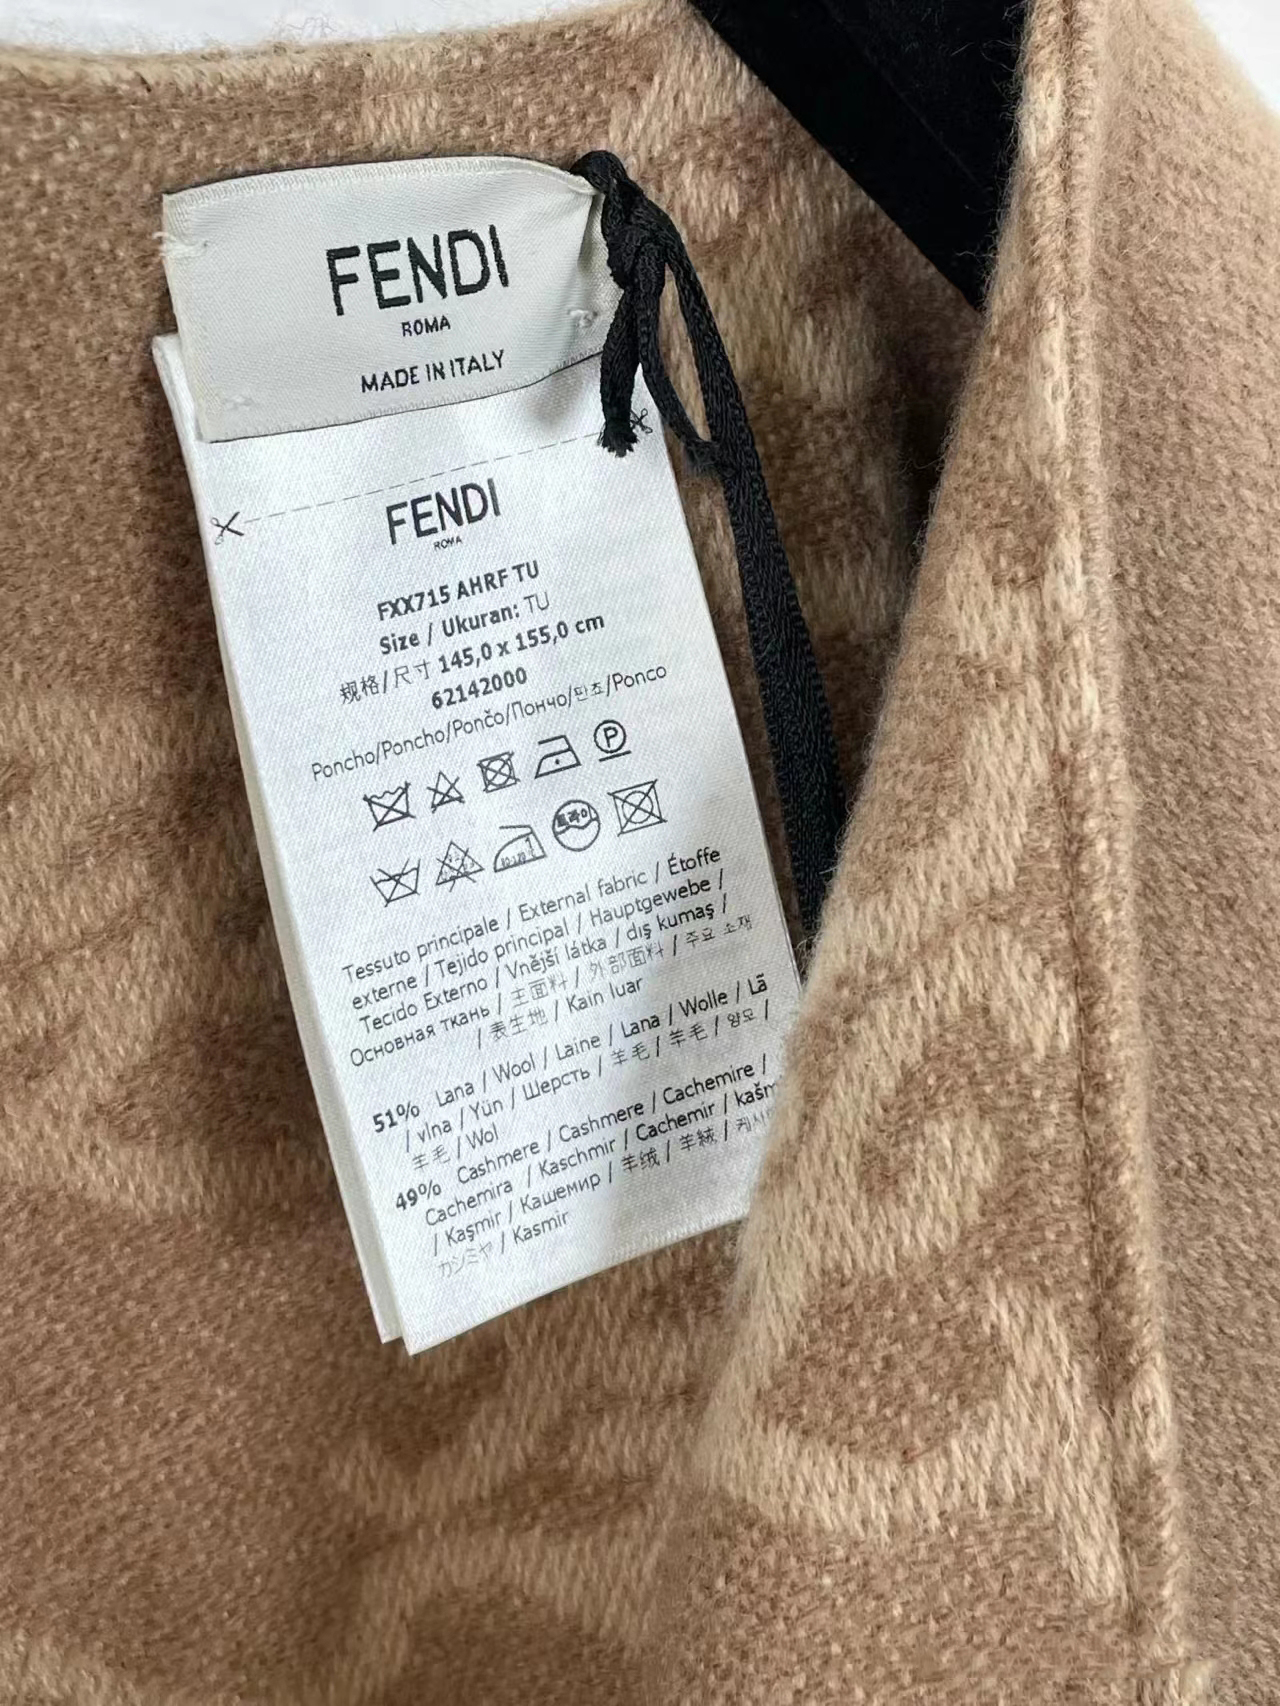 FENDI
ROMA
MADE IN ITALY
FENDI
ROMA
FXX715 AHRF TU
Size / Ukuran: TU
规格/尺寸 145,0 x 155,0 cm
62142000
Poncho/Poncho/Pončo/Пончо/판초/Ponco
P
드라이
Tessuto principale / External fabric / Étoffe
externe / Tejido principal / Hauptgewebe /
Tecido Externo / Vnější látka / dış kumaş /
Основная ткань / 主面料 / 外部面料 / 주요 소재
/ 表生地 / Kain luar
51% Lana / Wool / Laine / Lana / Wolle / Lã
/ vlna / Yün / Шерсть / 羊毛 / 羊毛 / 양모 /
羊毛 / Wol
49% Cashmere / Cashmere / Cachemire /
Cachemira / Kaschmir / Cachemir / kašm
/ Kaşmir / Кашемир / 羊绒 / 羊絨 /
カシミヤ / Kasmir